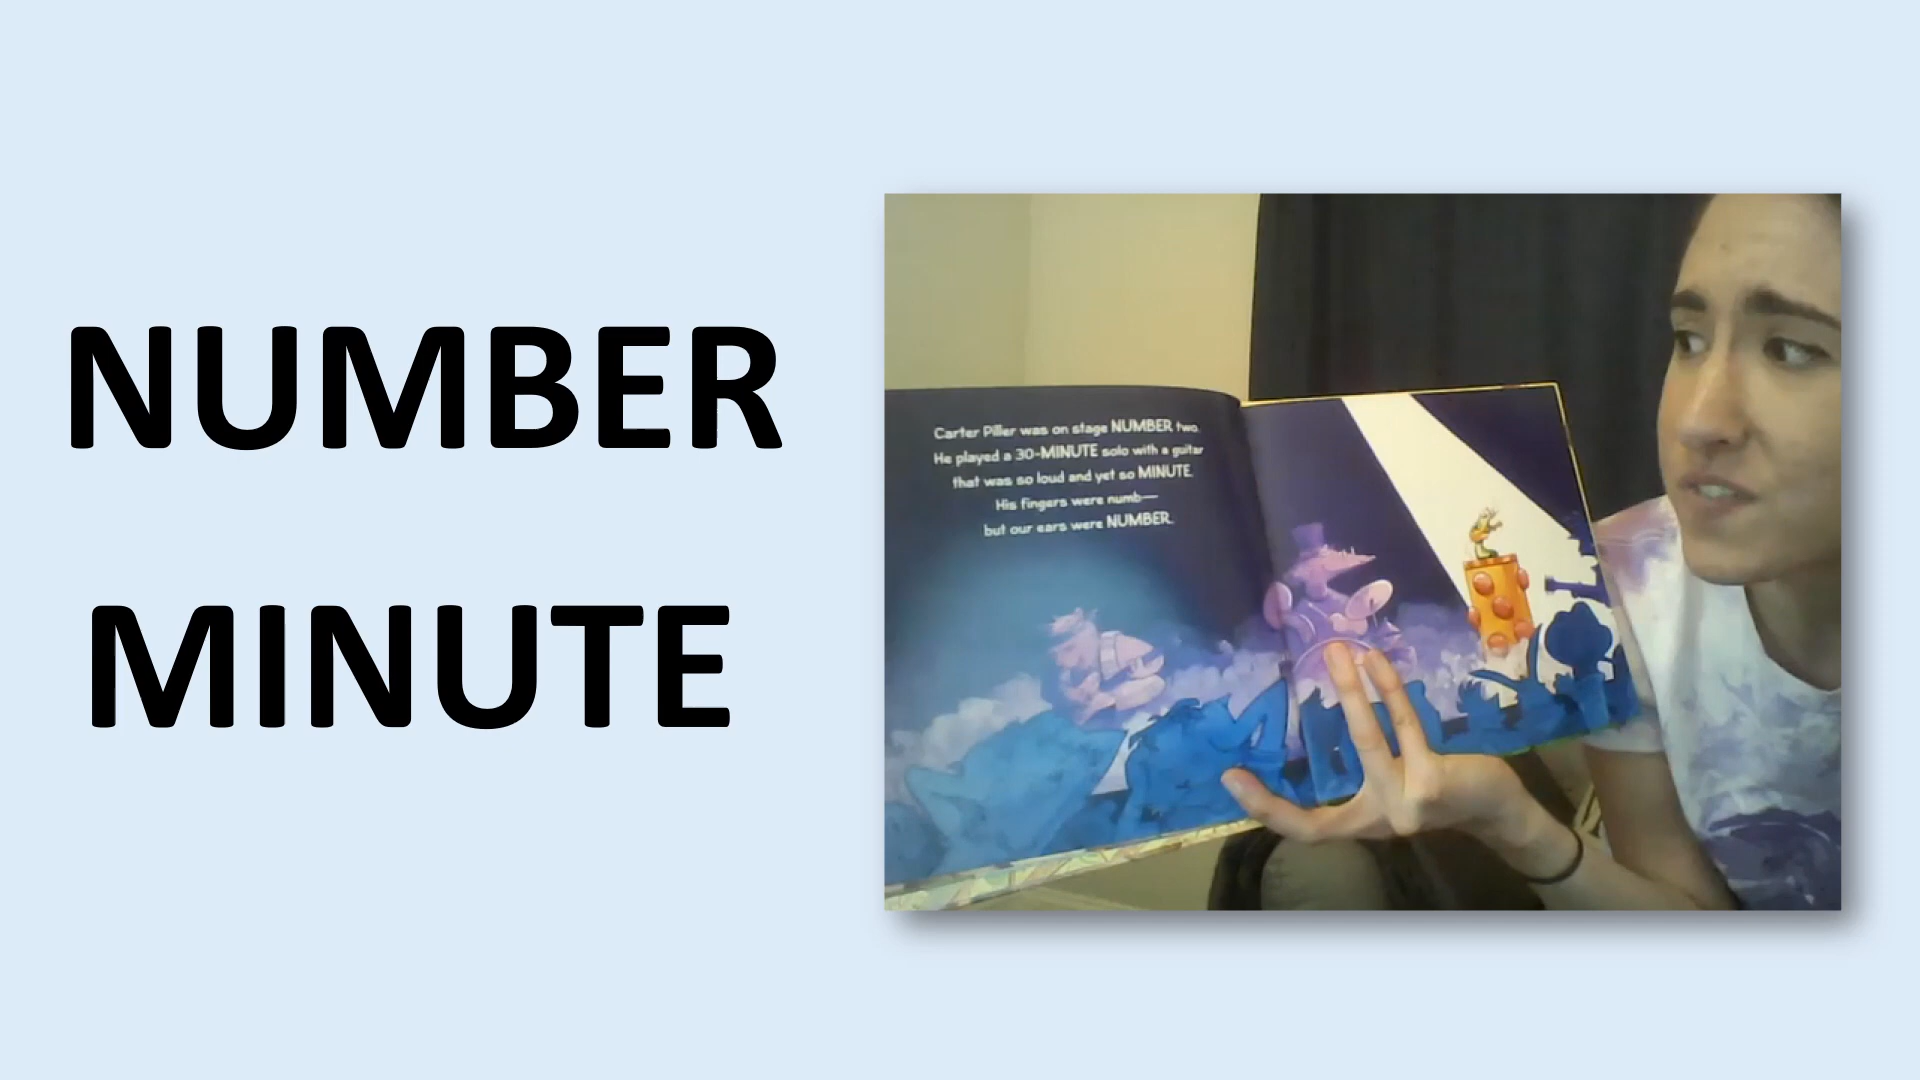 NUMBER
MINUTE
Carter Pillar was on stage NUMBER two.
He played a 30-MINUTE solo with a guitar
that was so loud and yet so MINUTE.
His fingers were numb—
but our ears were NUMBER.